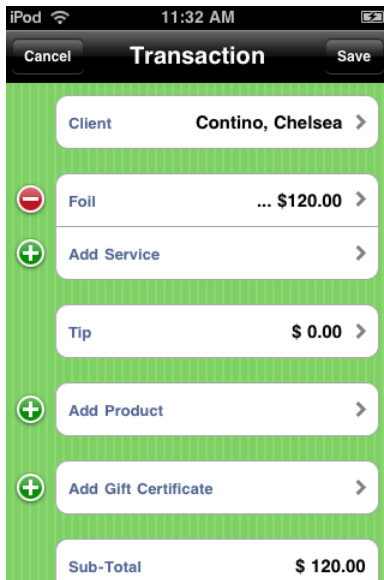 iPod 11:32 AM
Cancel Transaction Save
Client Contino, Chelsea
Foil ... $120.00
Add Service
Tip $ 0.00
Add Product
Add Gift Certificate
Sub-Total $ 120.00